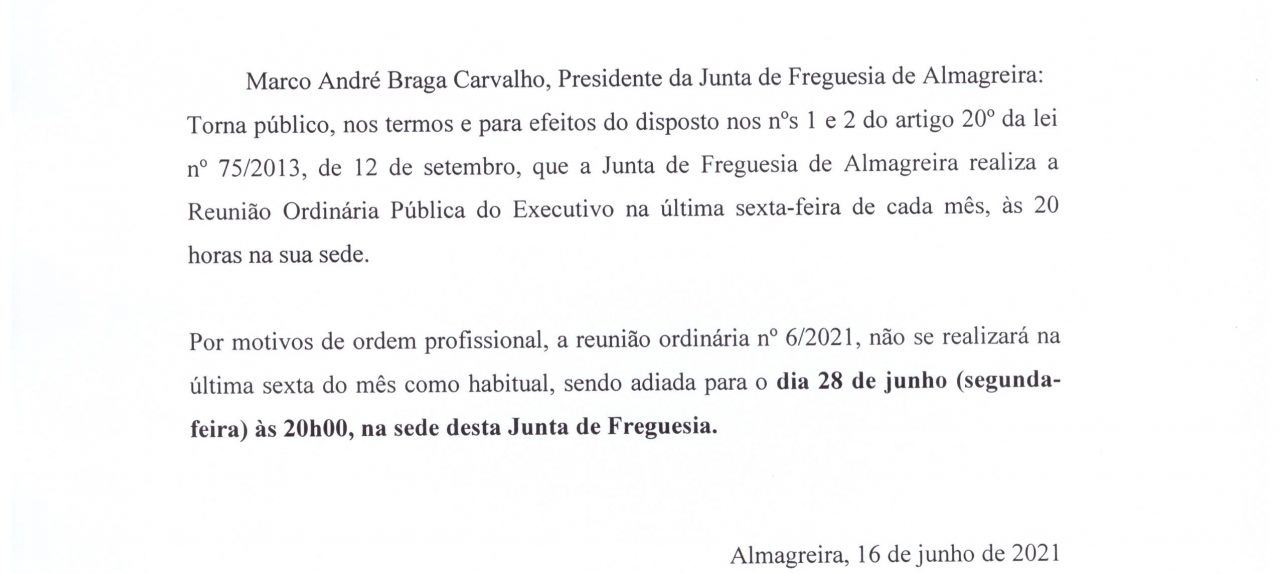 Marco André Braga Carvalho, Presidente da Junta de Freguesia de Almagreira:
Torna público, nos termos e para efeitos do disposto nos nºs 1 e 2 do artigo 20º da lei
nº 75/2013, de 12 de setembro, que a Junta de Freguesia de Almagreira realiza a
Reunião Ordinária Pública do Executivo na última sexta-feira de cada mês, às 20
horas na sua sede.
Por motivos de ordem profissional, a reunião ordinária nº 6/2021, não se realizará na
última sexta do mês como habitual, sendo adiada para o dia 28 de junho (segunda-
feira) às 20h00, na sede desta Junta de Freguesia.
Almagreira, 16 de junho de 2021